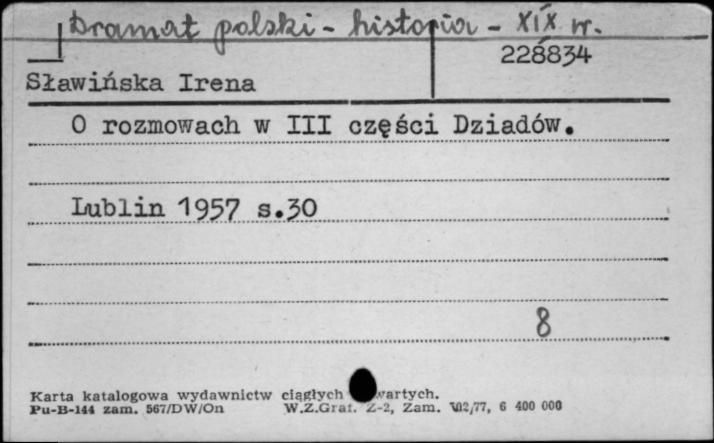 Dramat polski - historia - XIX w.
228834
Sławińska Irena
O rozmowach w III części Dziadów.
Lublin 1957 s.30
8
Karta katalogowa wydawnictw ciągłych wartych.
Pu-B-144 zam. 567/DW/On W.Z.Graf. Z-2, Zam. 102/77, 6 400 000